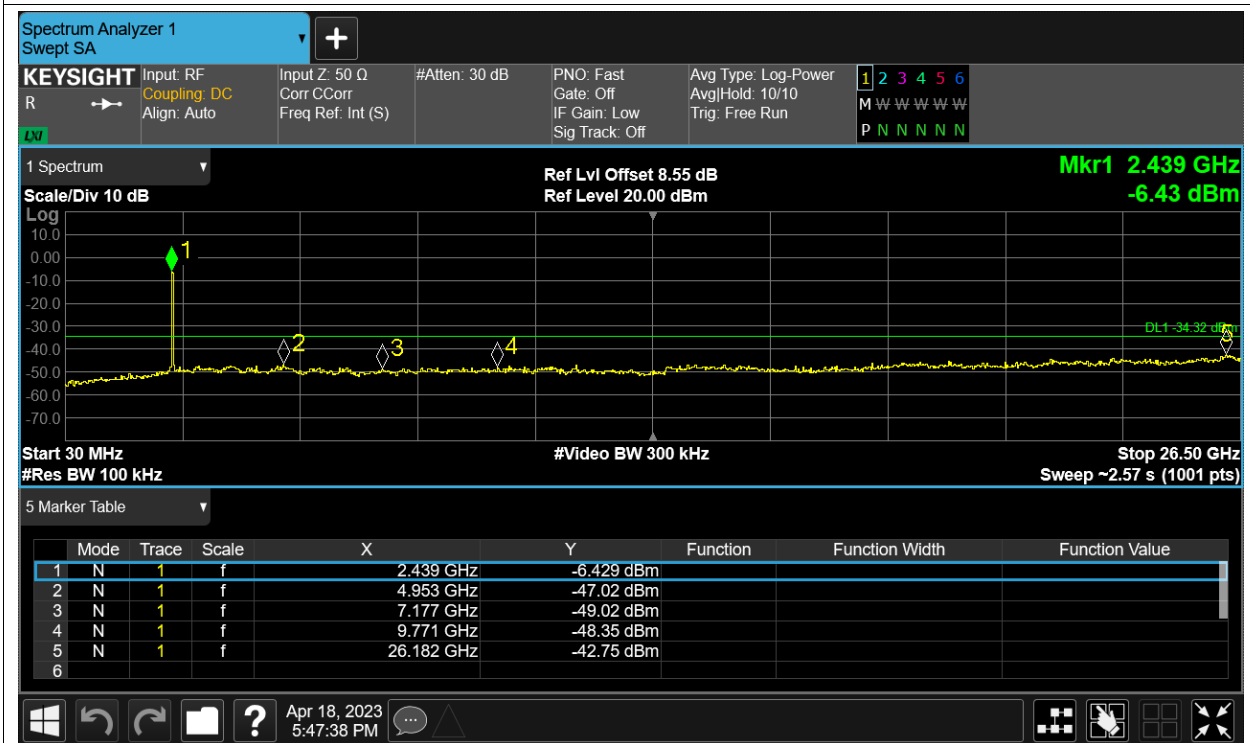 Spectrum Analyzer 1
Swept SA
+
KEYSIGHT Input: RF Input Z: 50 Ω #Atten: 30 dB PNO: Fast Avg Type: Log-Power 1 2 3 4 5 6
R Coupling: DC Corr CCorr Gate: Off Avg|Hold: 10/10 M W W W W W
Align: Auto Freq Ref: Int (S) IF Gain: Low Trig: Free Run
LXI Sig Track: Off P N N N N N
1 Spectrum Ref Lvl Offset 8.55 dB Mkr1 2.439 GHz
Scale/Div 10 dB Ref Level 20.00 dBm -6.43 dBm
Log
10.0
1
0.00
-10.0
-20.0
-30.0 DL1 -34.32 dBm
2 3 4
-40.0
-50.0
-60.0
-70.0
Start 30 MHz #Video BW 300 kHz Stop 26.50 GHz
#Res BW 100 kHz Sweep ~2.57 s (1001 pts)
5 Marker Table
Mode Trace Scale X Y Function Function Width Function Value
1 N 1 f 2.439 GHz -6.429 dBm
2 N 1 f 4.953 GHz -47.02 dBm
3 N 1 f 7.177 GHz -49.02 dBm
4 N 1 f 9.771 GHz -48.35 dBm
5 N 1 f 26.182 GHz -42.75 dBm
6
? Apr 18, 2023
5:47:38 PM